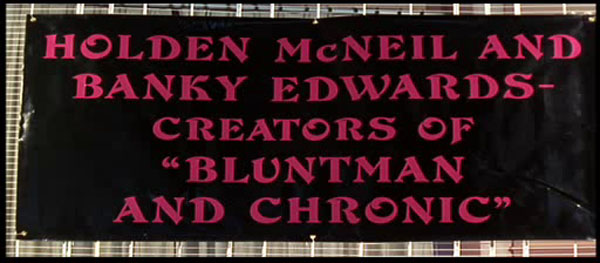 HOLDEN McNEIL AND
BANKY EDWARDS-
CREATORS OF
"BLUNTMAN
AND CHRONIC"